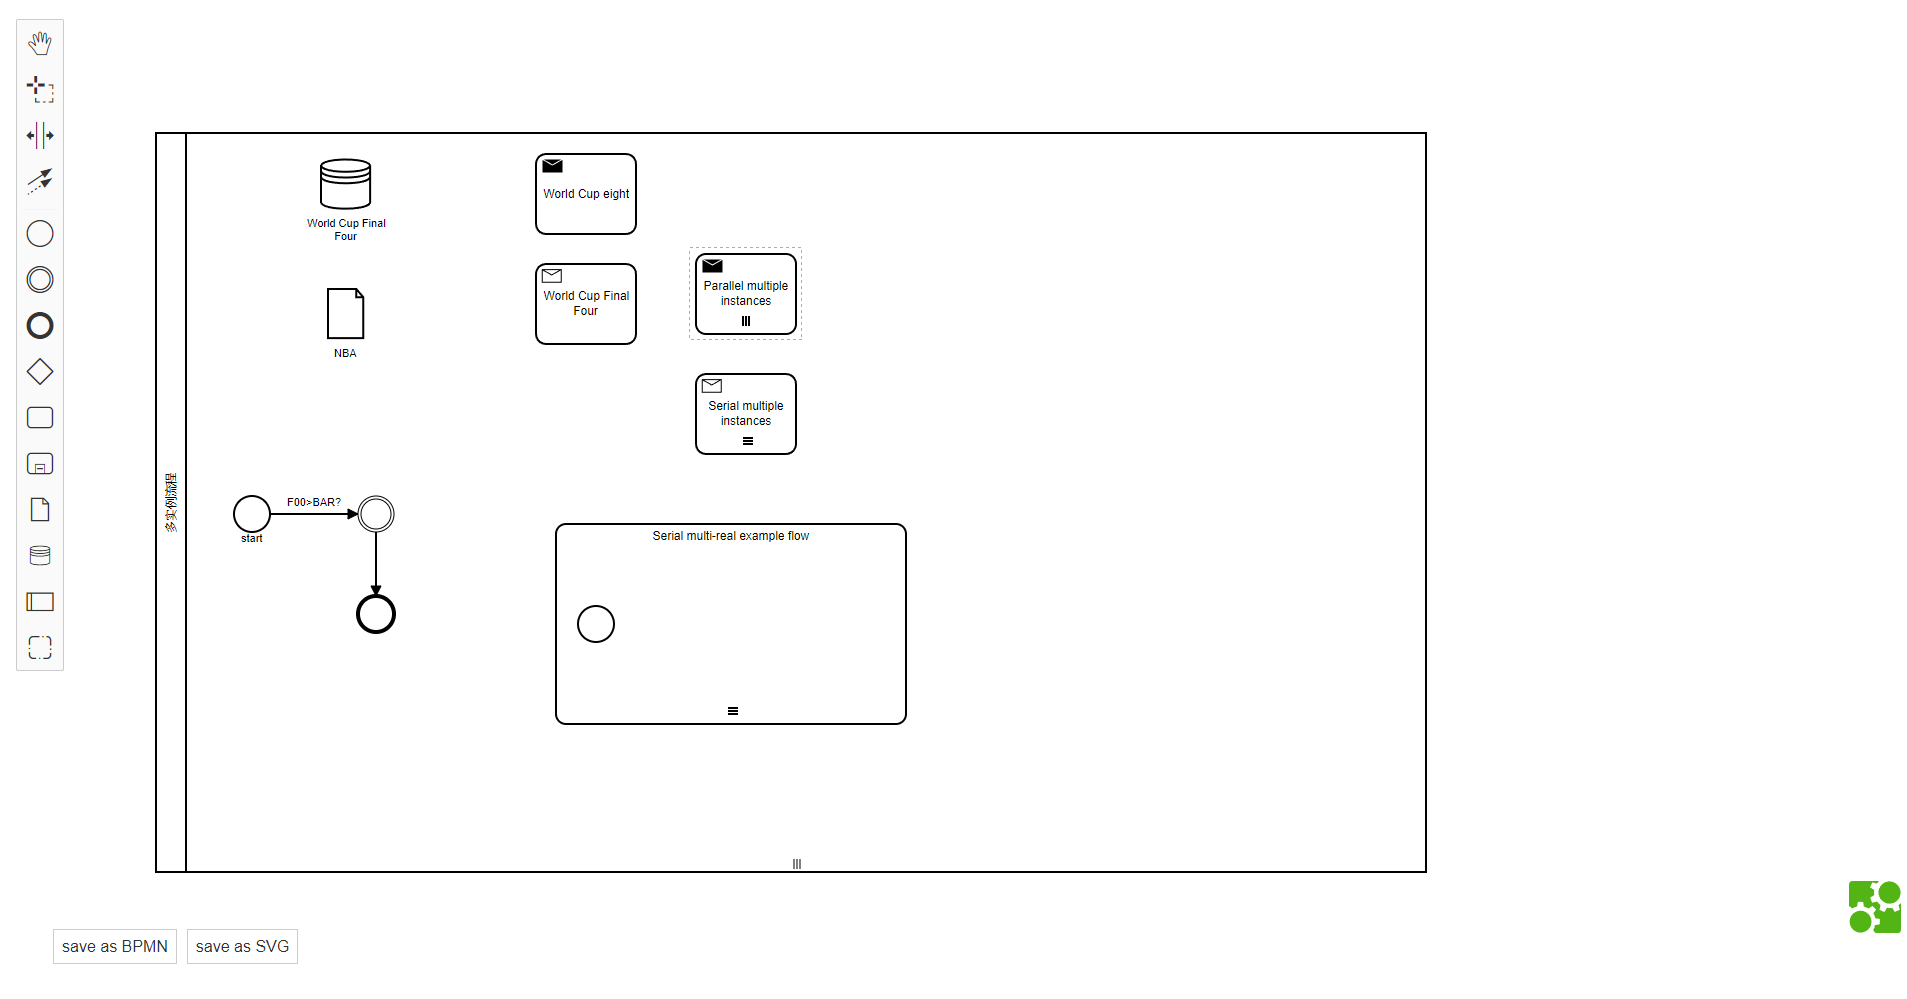 World Cup Final
Four
World Cup eight
NBA
World Cup Final
Four
Parallel multiple
instances
Serial multiple
instances
多实例流程
F00>BAR?
start
Serial multi-real example flow
save as BPMN
save as SVG